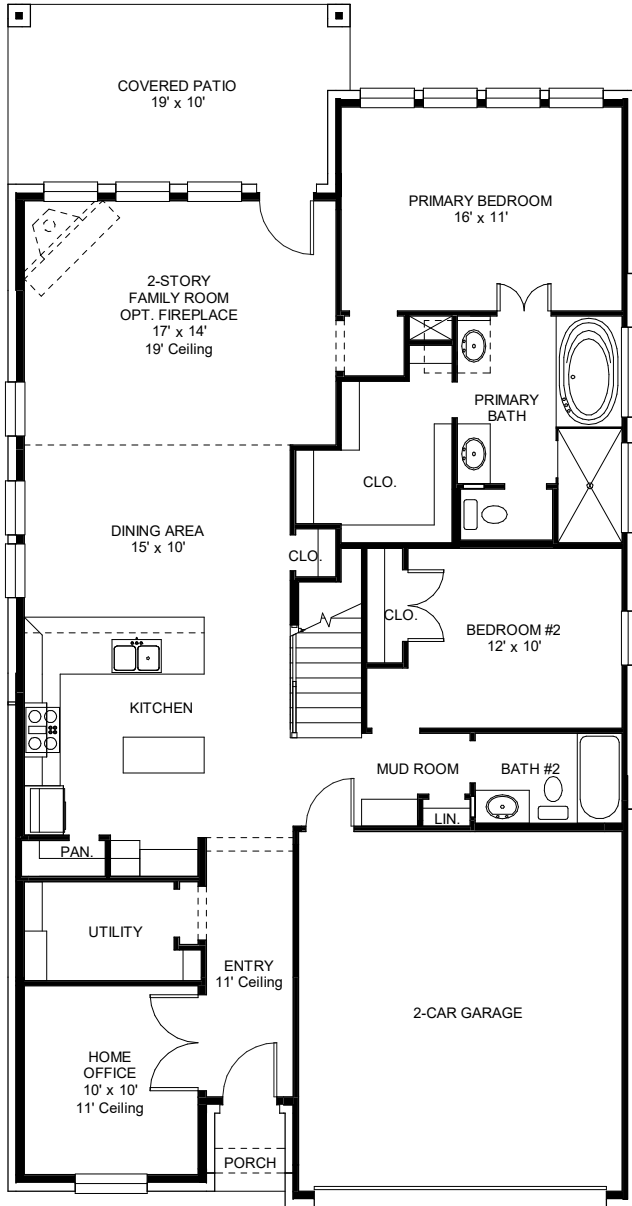 COVERED PATIO
19' x 10'
PRIMARY BEDROOM
16' x 11'
2-STORY
FAMILY ROOM
OPT. FIREPLACE
17' x 14'
19' Ceiling
PRIMARY
BATH
CLO.
DINING AREA
15' x 10'
CLO.
CLO.
BEDROOM #2
12' x 10'
KITCHEN
MUD ROOM
BATH #2
LIN.
PAN.
UTILITY
ENTRY
11' Ceiling
2-CAR GARAGE
HOME
OFFICE
10' x 10'
11' Ceiling
PORCH